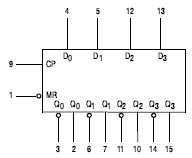 4 5 12 13
D0 D1 D2 D3
9 CP
1 MR
Q0 Q0 Q1 Q1 Q2 Q2 Q3 Q3
3 2 6 7 11 10 14 15